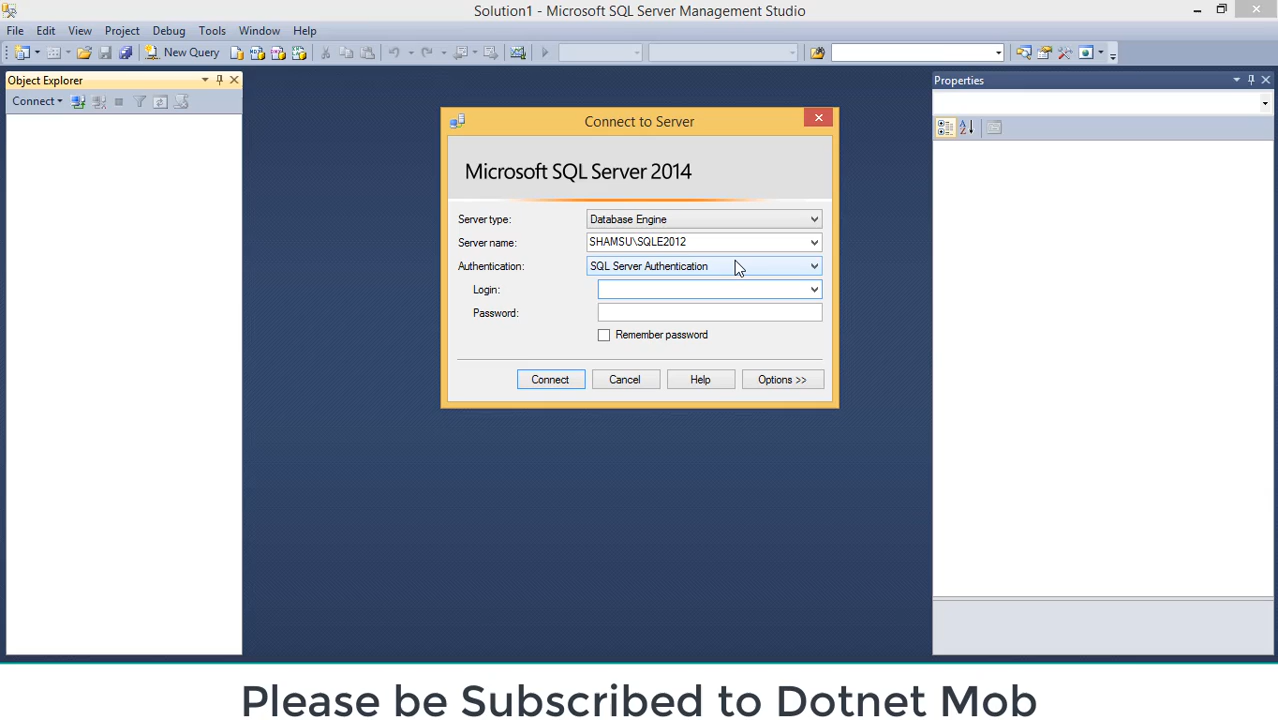 Solution1 - Microsoft SQL Server Management Studio
File Edit View Project Debug Tools Window Help
New Query
Object Explorer
Connect
Properties
Connect to Server
Microsoft SQL Server 2014
Server type: Database Engine
Server name: SHAMSU\SQLE2012
Authentication: SQL Server Authentication
Login:
Password:
Remember password
Connect Cancel Help Options >>
Please be Subscribed to Dotnet Mob